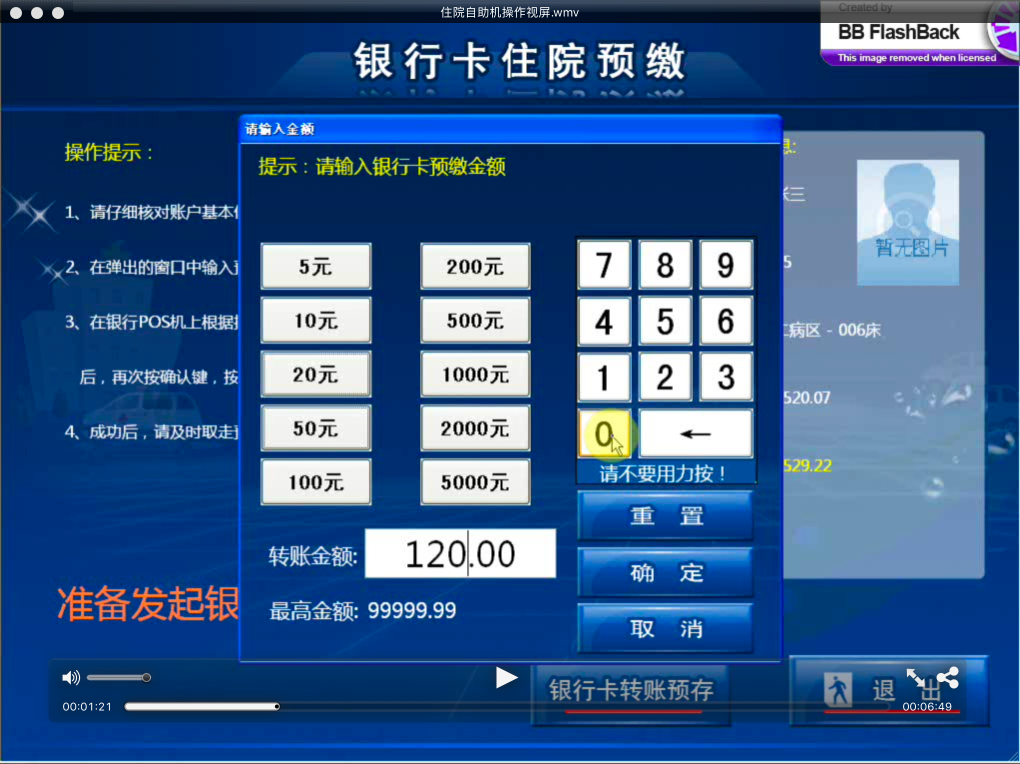 住院自助机操作视屏.wmv
Created by
BB FlashBack
This image removed when licensed
银行卡住院预缴
请输入金额
提示：请输入银行卡预缴金额
操作提示：
1、请仔细核对账户基本
2、在弹出的窗口中输入
3、在银行POS机上根据
后，再次按确认键，按
4、成功后，请及时取走
5元
10元
20元
50元
100元
200元
500元
1000元
2000元
5000元
7 8 9
4 5 6
1 2 3
0 ←
请不要用力按！
重 置
确 定
取 消
转账金额: 120.00
最高金额: 99999.99
息:
三
暂无图片
5
病区 - 006床
520.07
529.22
准备发起银
银行卡转账预存
退 出
00:01:21
00:06:49